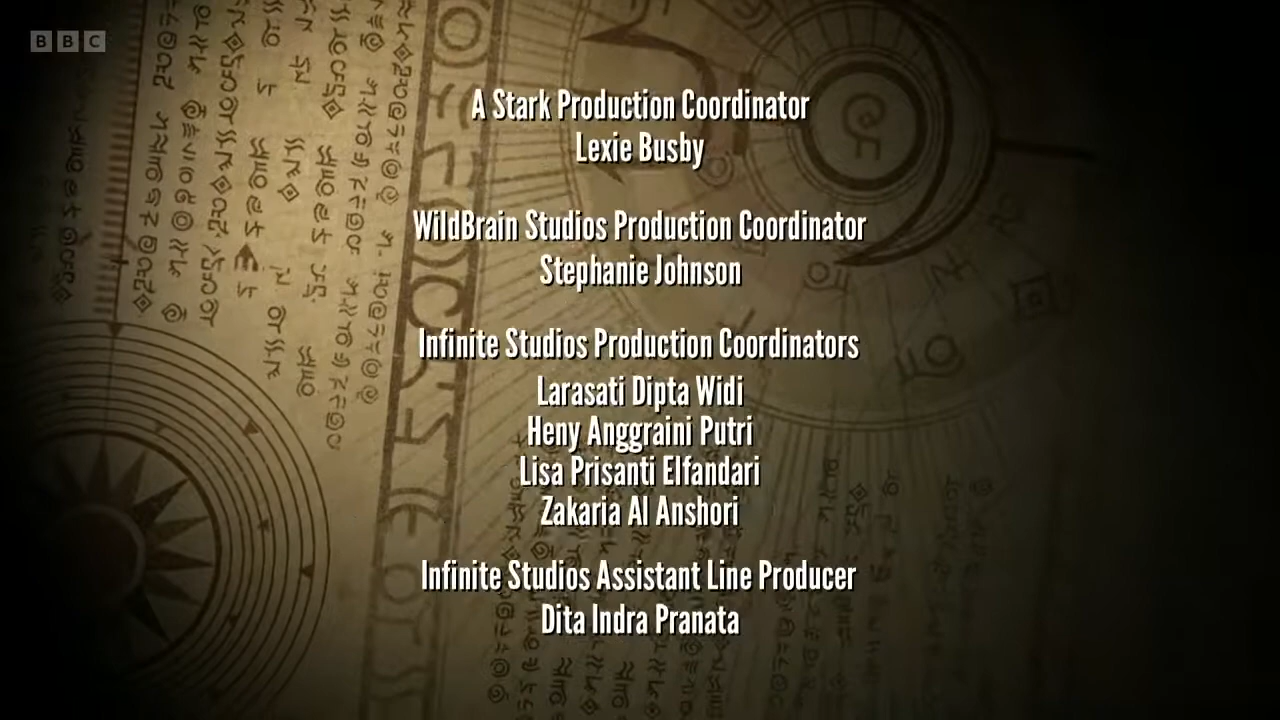 BBC
A Stark Production Coordinator
Lexie Busby
WildBrain Studios Production Coordinator
Stephanie Johnson
Infinite Studios Production Coordinators
Larasati Dipta Widi
Heny Anggraini Putri
Lisa Prisanti Elfandari
Zakaria Al Anshori
Infinite Studios Assistant Line Producer
Dita Indra Pranata